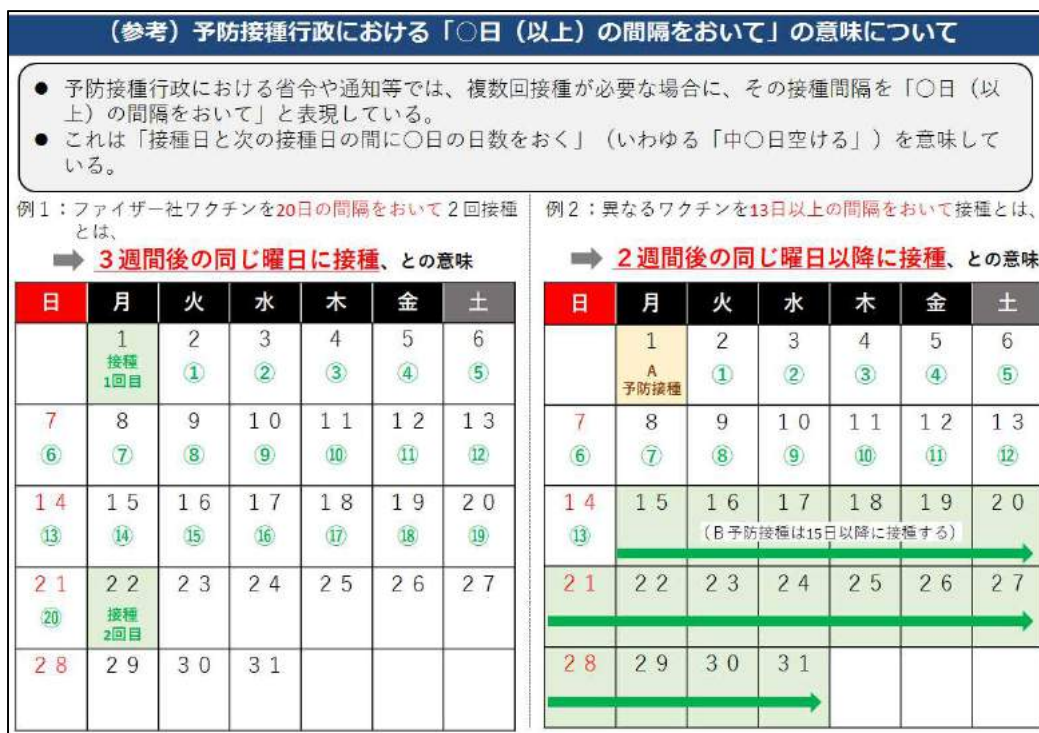 （参考）予防接種行政における「○日（以上）の間隔をおいて」の意味について
● 予防接種行政における省令や通知等では、複数回接種が必要な場合に、その接種間隔を「○日（以
上）の間隔をおいて」と表現している。
● これは「接種日と次の接種日の間に○日の日数をおく」（いわゆる「中○日空ける」）を意味して
いる。
例１：ファイザー社ワクチンを20日の間隔をおいて２回接種
とは、
➡ ３週間後の同じ曜日に接種、との意味
日 月 火 水 木 金 土
1 2 3 4 5 6
接種
1回目 ① ② ③ ④ ⑤
7 8 9 10 11 12 13
⑥ ⑦ ⑧ ⑨ ⑩ ⑪ ⑫
14 15 16 17 18 19 20
⑬ ⑭ ⑮ ⑯ ⑰ ⑱ ⑲
21 22 23 24 25 26 27
⑳ 接種
2回目
28 29 30 31
例２：異なるワクチンを13日以上の間隔をおいて接種とは、
➡ ２週間後の同じ曜日以降に接種、との意味
日 月 火 水 木 金 土
1 2 3 4 5 6
A
予防接種 ① ② ③ ④ ⑤
7 8 9 10 11 12 13
⑥ ⑦ ⑧ ⑨ ⑩ ⑪ ⑫
14 15 16 17 18 19 20
⑬ （B予防接種は15日以降に接種する）
21 22 23 24 25 26 27
28 29 30 31